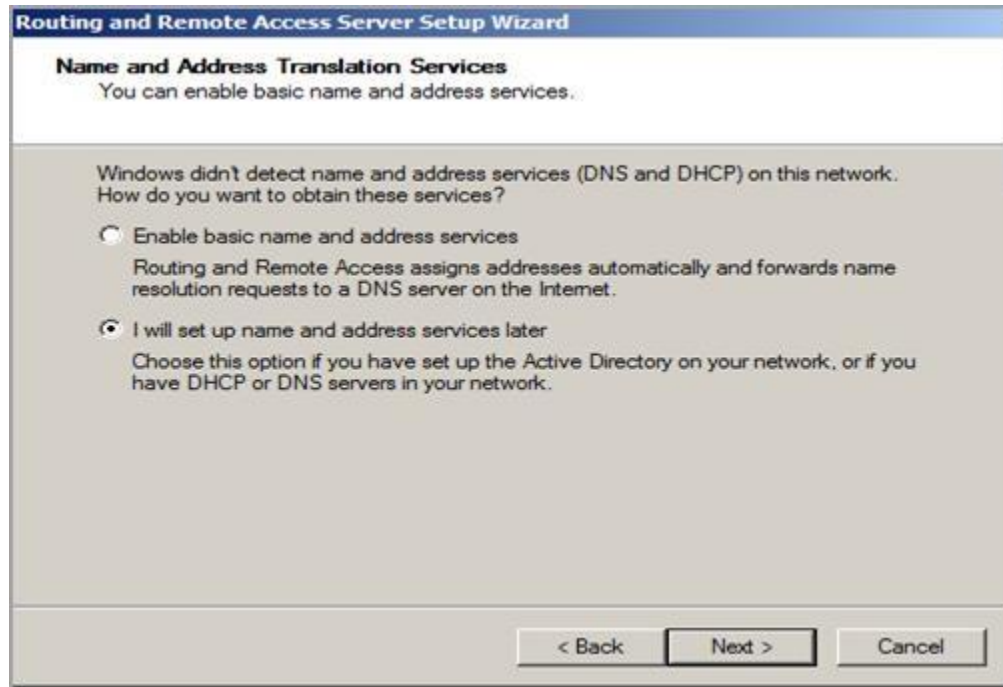 Routing and Remote Access Server Setup Wizard
Name and Address Translation Services
You can enable basic name and address services.
Windows didn't detect name and address services (DNS and DHCP) on this network.
How do you want to obtain these services?
Enable basic name and address services
Routing and Remote Access assigns addresses automatically and forwards name
resolution requests to a DNS server on the Internet.
I will set up name and address services later
Choose this option if you have set up the Active Directory on your network, or if you
have DHCP or DNS servers in your network.
< Back Next > Cancel